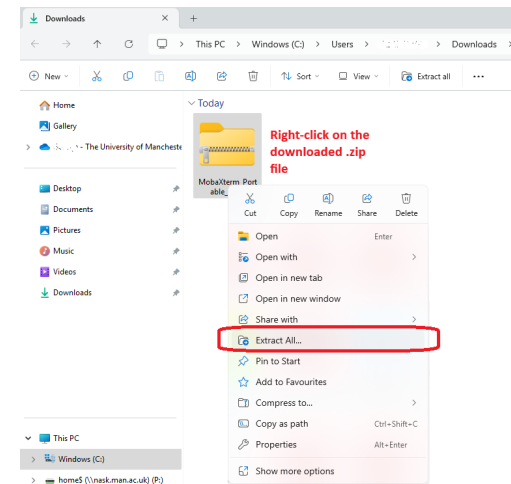 Downloads
This PC > Windows (C:) > Users > Downloads >
New
Sort
View
Extract all
Home
Gallery
- The University of Mancheste
Desktop
Documents
Pictures
Music
Videos
Downloads
This PC
Windows (C:)
home$ (\\nask.man.ac.uk) (P:)
Today
MobaXterm_Port
able_
Right-click on the
downloaded .zip
file
Cut Copy Rename Share Delete
Open Enter
Open with
Open in new tab
Open in new window
Share with
Extract All...
Pin to Start
Add to Favourites
Compress to...
Copy as path Ctrl+Shift+C
Properties Alt+Enter
Show more options